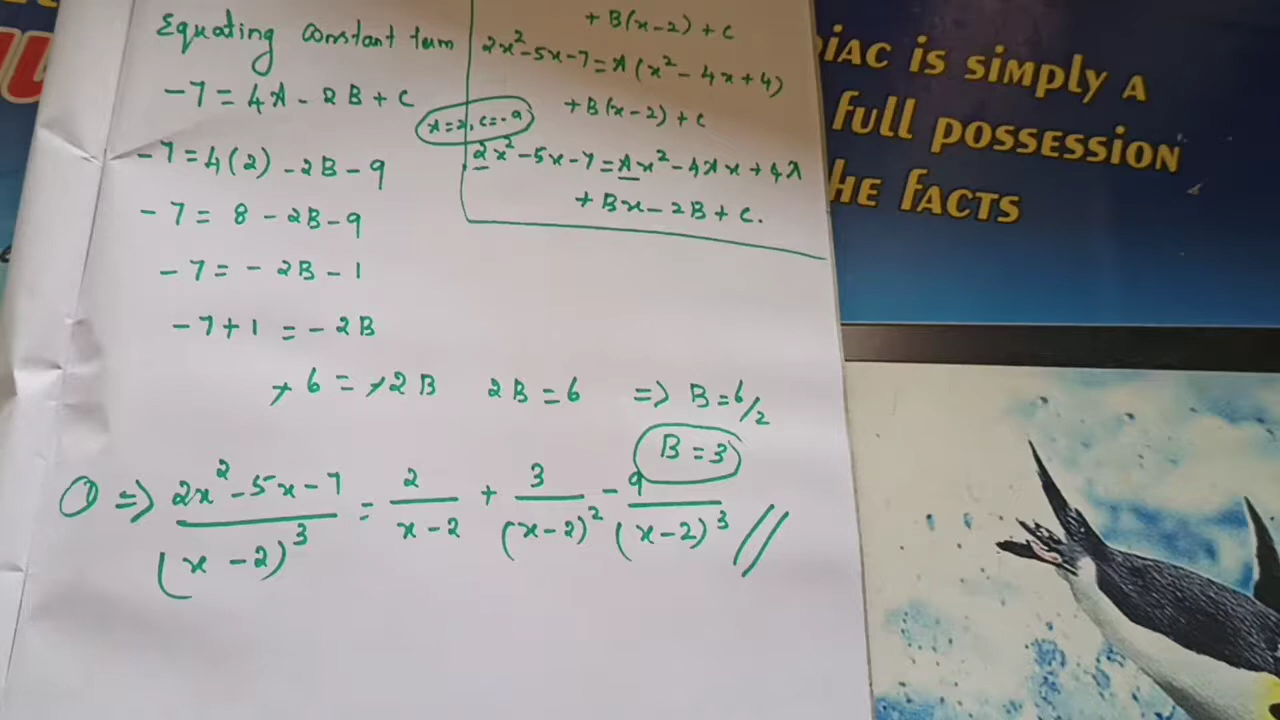 Equating constant term
-7 = 4A - 2B + C
-7 = 4(2) - 2B - 9
-7 = 8 - 2B - 9
-7 = -2B - 1
-7+1 = -2B
+6 = +2B 2B = 6 => B = 6/2
B = 3
+ B(x-2) + C
2x²-5x-7 = A(x²-4x+4)
+ B(x-2) + C
A=2, C=-9
2x²-5x-7 = Ax²-4Ax+4A
+ Bx - 2B + C.
① => 2x²-5x-7/(x-2)³ = 2/x-2 + 3/(x-2)² - 9/(x-2)³ //
iAC is simply A
full possession
HE fACTS